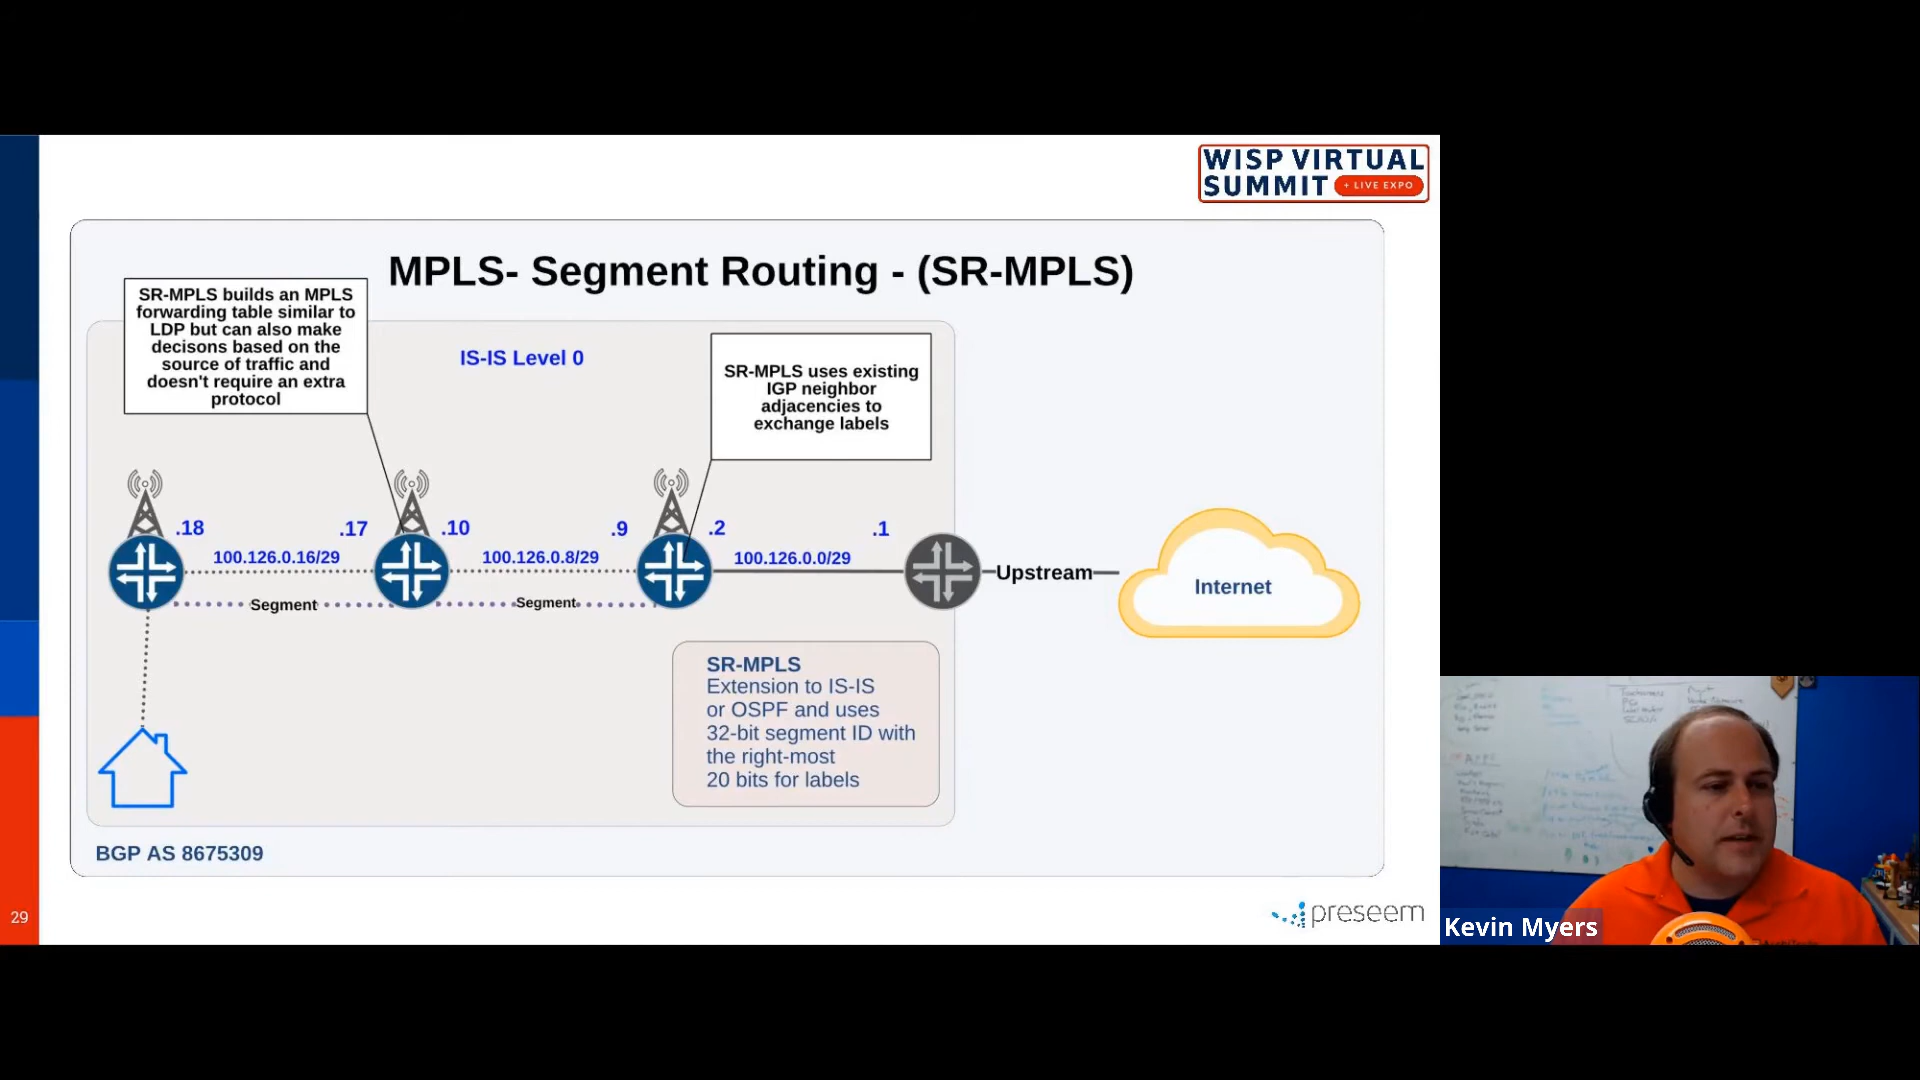 WISP VIRTUAL
SUMMIT + LIVE EXPO
MPLS- Segment Routing - (SR-MPLS)
SR-MPLS builds an MPLS
forwarding table similar to
LDP but can also make
decisons based on the
source of traffic and
doesn't require an extra
protocol
IS-IS Level 0
SR-MPLS uses existing
IGP neighbor
adjacencies to
exchange labels
.18
.17
.10
.9
.2
.1
100.126.0.16/29
100.126.0.8/29
100.126.0.0/29
Upstream
Internet
Segment
Segment
SR-MPLS
Extension to IS-IS
or OSPF and uses
32-bit segment ID with
the right-most
20 bits for labels
BGP AS 8675309
29
preseem
Kevin Myers